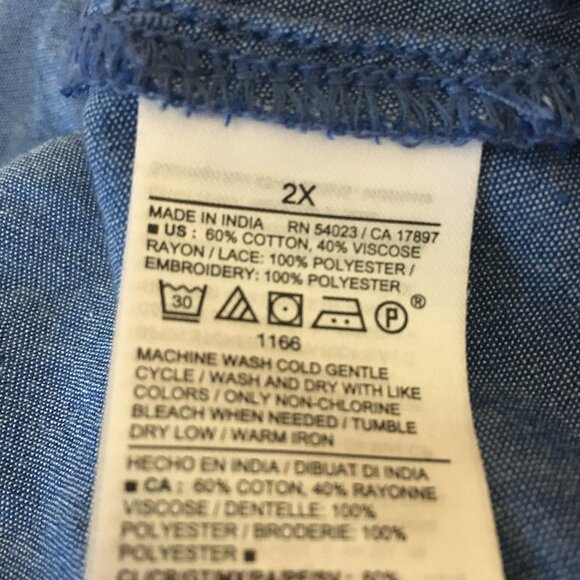 2X
MADE IN INDIA RN 54023 / CA 17897
■ US : 60% COTTON, 40% VISCOSE
RAYON / LACE: 100% POLYESTER /
EMBROIDERY: 100% POLYESTER
30 P ®
1166
MACHINE WASH COLD GENTLE
CYCLE / WASH AND DRY WITH LIKE
COLORS / ONLY NON-CHLORINE
BLEACH WHEN NEEDED / TUMBLE
DRY LOW / WARM IRON
HECHO EN INDIA / DIBUAT DI INDIA
■ CA : 60% COTTON, 40% RAYONNE
VISCOSE / DENTELLE: 100%
POLYESTER / BRODERIE: 100%
POLYESTER ■